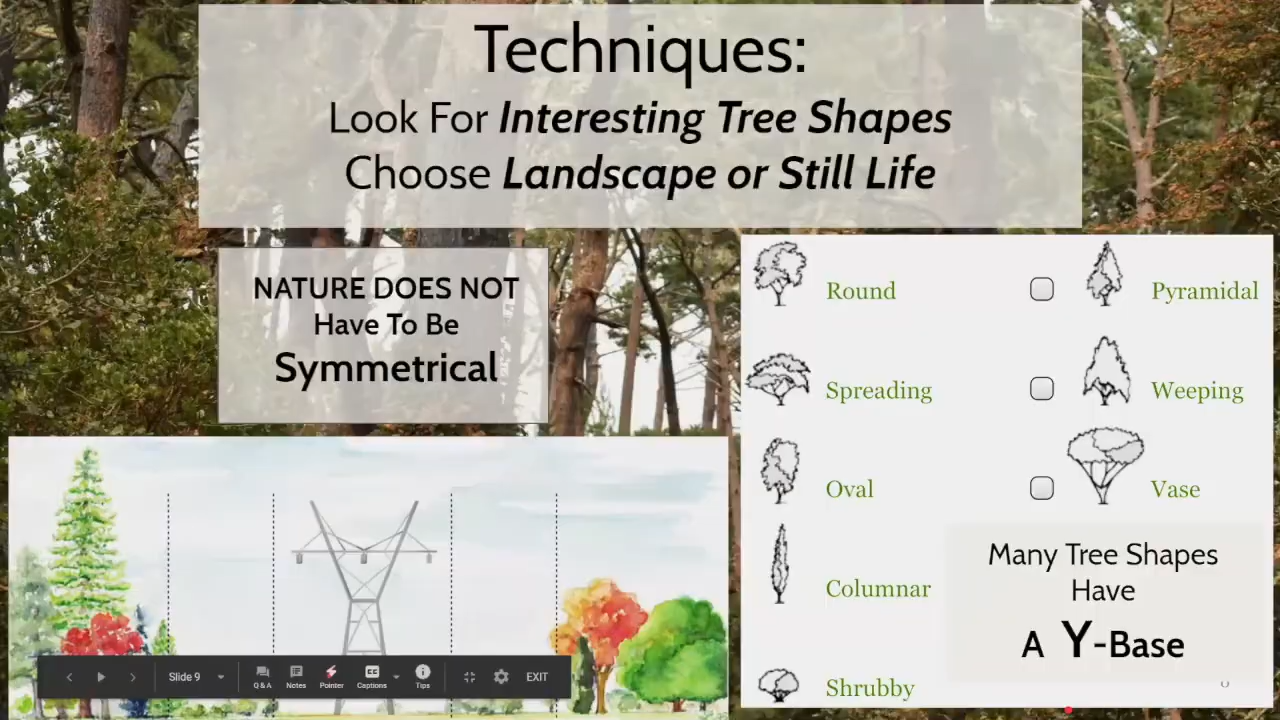 Techniques:
Look For Interesting Tree Shapes
Choose Landscape or Still Life
NATURE DOES NOT
Have To Be
Symmetrical
Round
Pyramidal
Spreading
Weeping
Oval
Vase
Columnar
Shrubby
Many Tree Shapes
Have
A Y-Base
Slide 9
Q & A
Notes
Pointer
Captions
Tips
EXIT